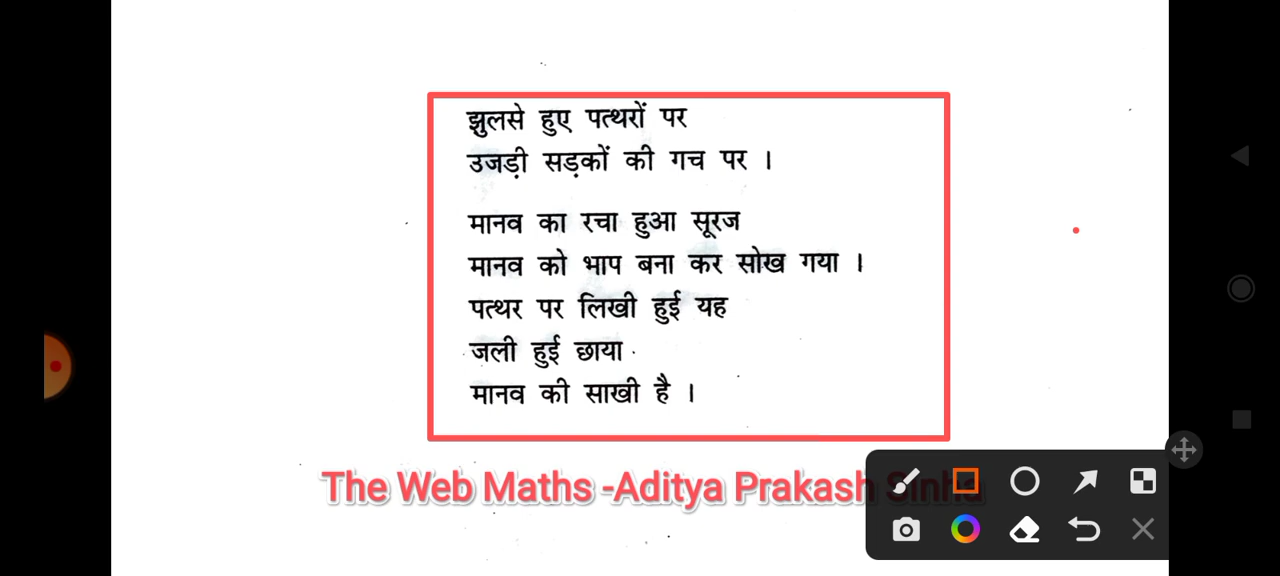 झुलसे हुए पत्थरों पर
उजड़ी सड़कों की गच पर ।
मानव का रचा हुआ सूरज
मानव को भाप बना कर सोख गया ।
पत्थर पर लिखी हुई यह
जली हुई छाया
मानव की साखी है ।
The Web Maths -Aditya Prakash Sinha